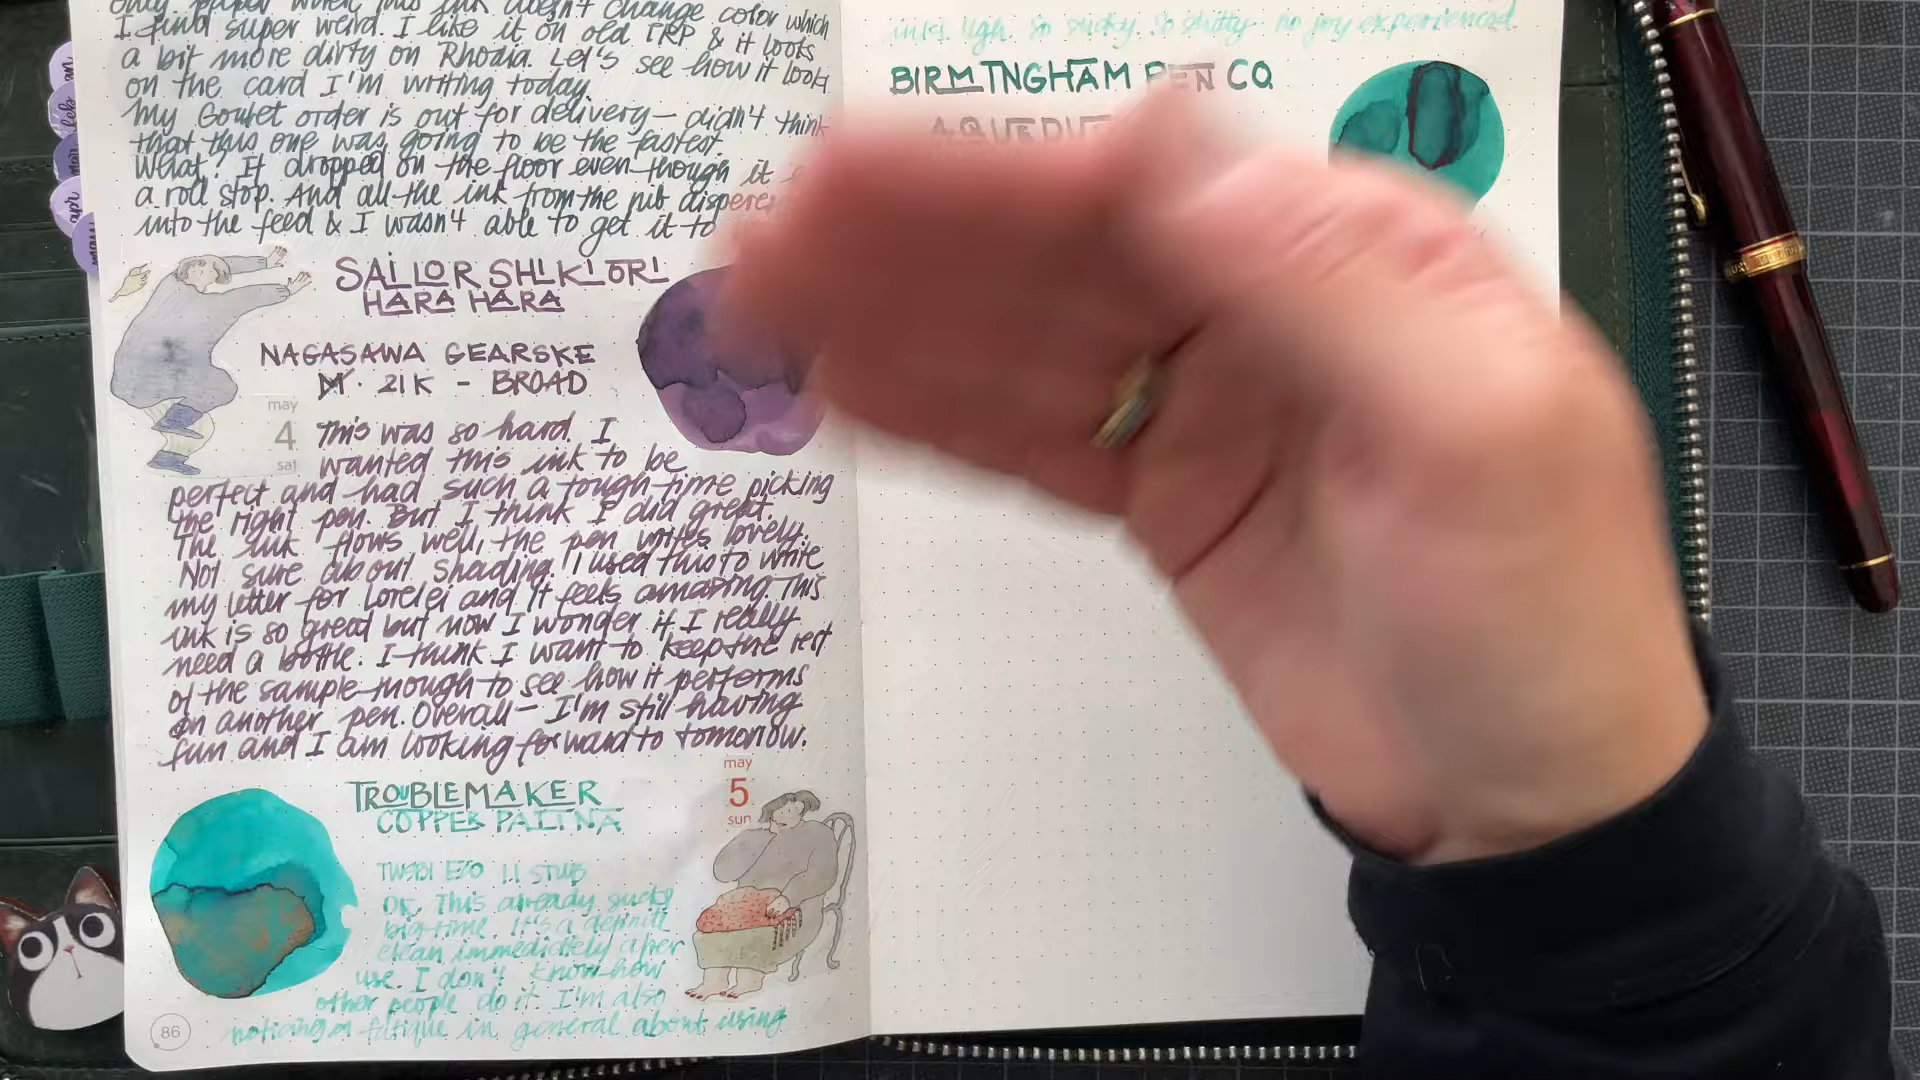 only paper when this ink doesn't change color which
I find super weird. I like it on old TRP & it looks
a bit more dirty on Rhodia. Let's see how it looks
on the card I'm writing today.
My Goulet order is out for delivery – didn't think
that this one was going to be the fastest.
What? It dropped on the floor even though it
a roll stop. And all the ink from the nib
into the feed & I wasn't able to get it to
SAILOR SHIKIORI
HARA HARA
NAGASAWA GEARSKE
M. 21K - BROAD
may
4
sat
This was so hard. I
wanted this ink to be
perfect and had such a tough time picking
the right pen. But I think I did great.
The ink flows well, the pen writes lovely.
Not sure about shading. I used this to write
my letter for Lorelei and it feels amazing. This
ink is so great but now I wonder if I really
need a bottle. I think I want to keep the rest
of the sample though to see how it performs
in another pen. Overall – I'm still having
fun and I am looking forward to tomorrow.
TROUBLEMAKER
COPPER PATINA
may
5
sun
TWSBI ECO 1.1 STUB
OK, This already sucks
big time. It's a definite
clean immediately after
use. I don't know how
other people do it. I'm also
noticing a fatigue in general about using
86
inks. Ugh. So sucky. So shitty – no joy experienced.
BIRMINGHAM PEN CO.
apr